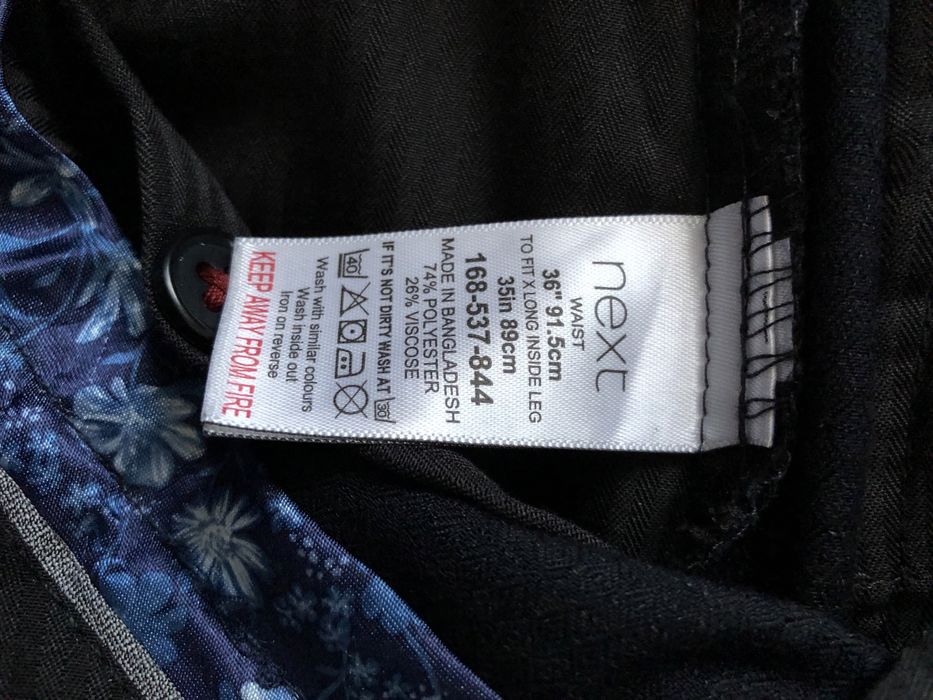 next
WAIST
36" 91.5cm
TO FIT X LONG INSIDE LEG
35in 89cm
168-537-844
MADE IN BANGLADESH
74% POLYESTER
26% VISCOSE
IF IT'S NOT DIRTY WASH AT 30
40
Wash with similar colours
Wash inside out
Iron on reverse
KEEP AWAY FROM FIRE